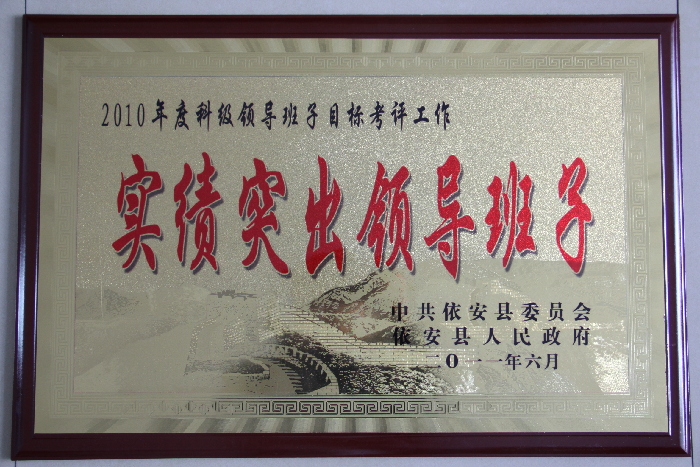 2010年度科级领导班子目标考评工作
实绩突出领导班子
中共依安县委员会
依安县人民政府
二〇一一年六月